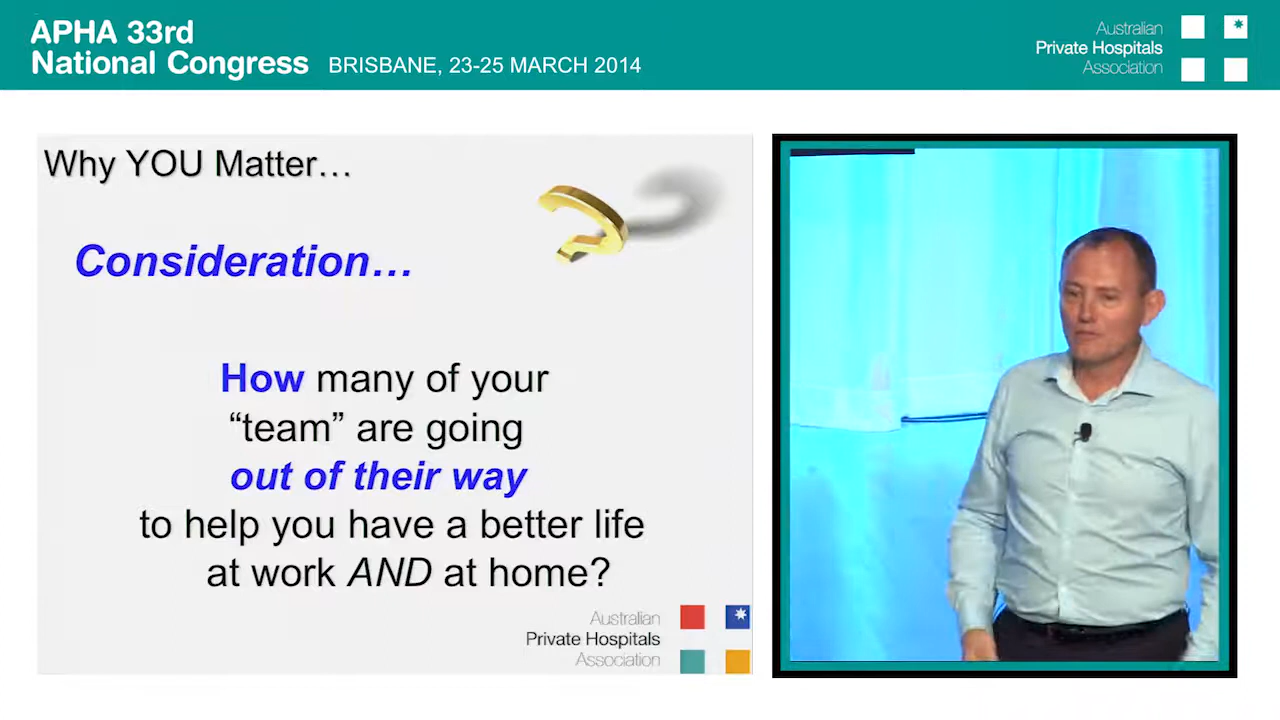 APHA 33rd
National Congress BRISBANE, 23-25 MARCH 2014
Australian
Private Hospitals
Association
Why YOU Matter…
Consideration…
How many of your
“team” are going
out of their way
to help you have a better life
at work AND at home?
Australian
Private Hospitals
Association